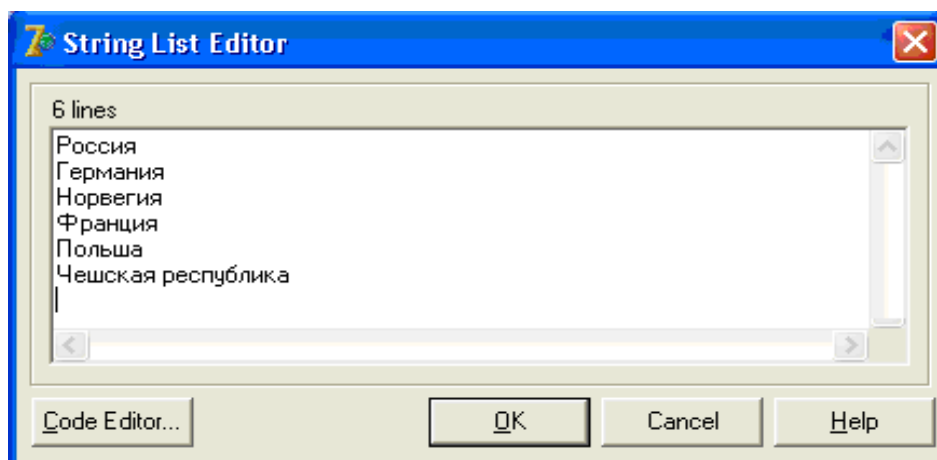 String List Editor
6 lines
Россия
Германия
Норвегия
Франция
Польша
Чешская республика
Code Editor... OK Cancel Help